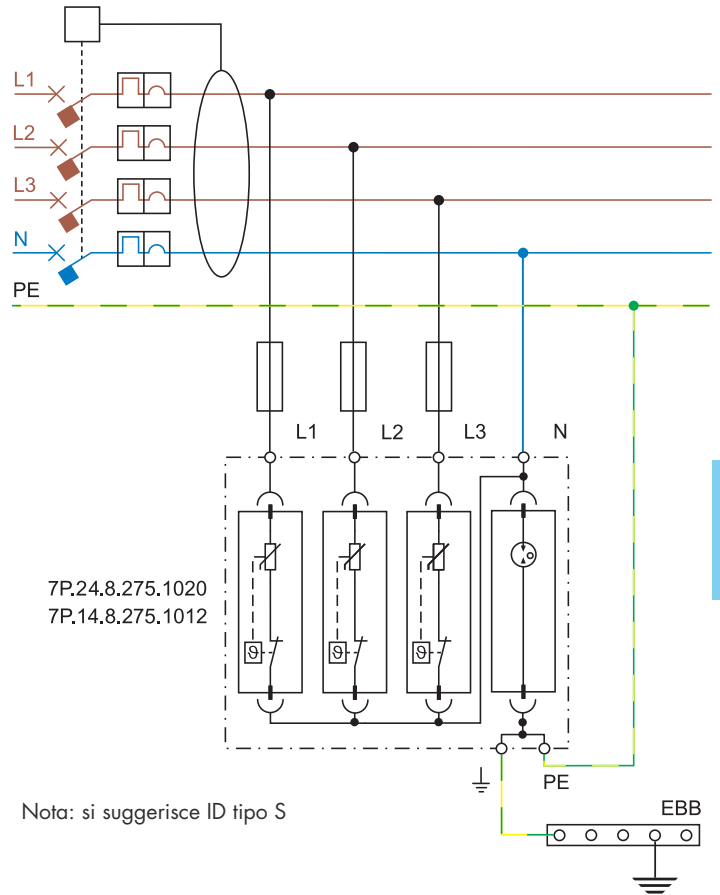 L1
L2
L3
N
PE
L1 L2 L3 N
7P.24.8.275.1020
7P.14.8.275.1012
ϑ ϑ ϑ
PE
Nota: si suggerisce ID tipo S
EBB